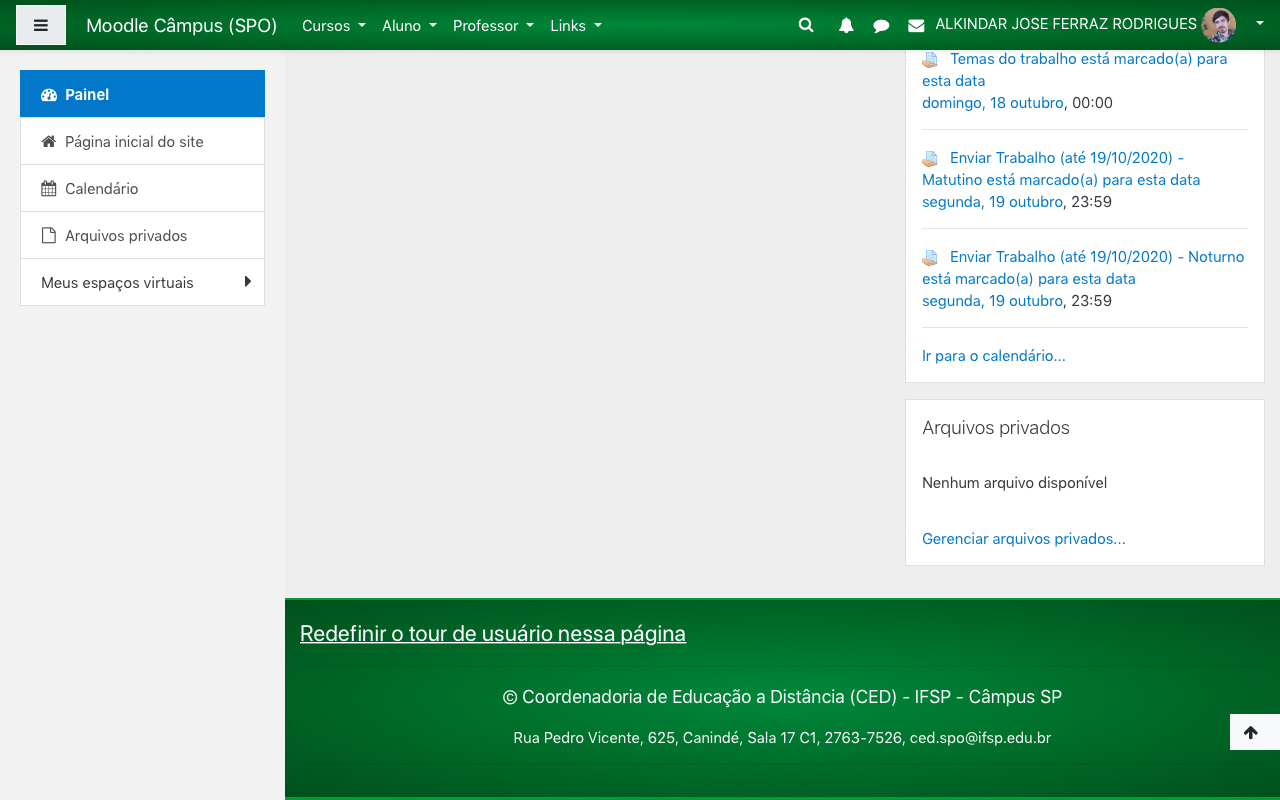 Moodle Câmpus (SPO)
Cursos
Aluno
Professor
Links
ALKINDAR JOSE FERRAZ RODRIGUES
Painel
Página inicial do site
Calendário
Arquivos privados
Meus espaços virtuais
Temas do trabalho está marcado(a) para
esta data
domingo, 18 outubro, 00:00
Enviar Trabalho (até 19/10/2020) -
Matutino está marcado(a) para esta data
segunda, 19 outubro, 23:59
Enviar Trabalho (até 19/10/2020) - Noturno
está marcado(a) para esta data
segunda, 19 outubro, 23:59
Ir para o calendário...
Arquivos privados
Nenhum arquivo disponível
Gerenciar arquivos privados...
Redefinir o tour de usuário nessa página
© Coordenadoria de Educação a Distância (CED) - IFSP - Câmpus SP
Rua Pedro Vicente, 625, Canindé, Sala 17 C1, 2763-7526, ced.spo@ifsp.edu.br